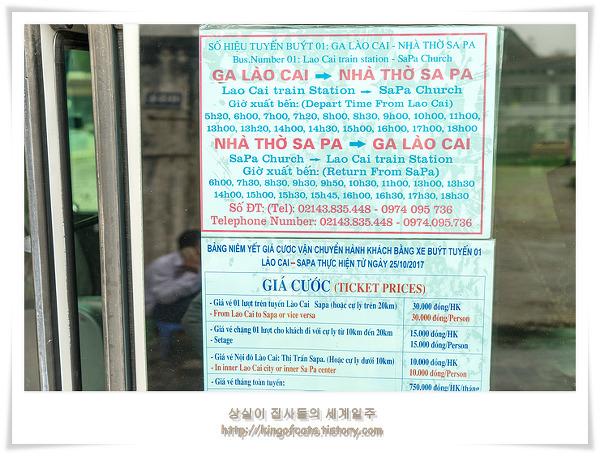 SỐ HIỆU TUYẾN BUÝT 01: GA LÀO CAI - NHÀ THỜ SA PA
Bus.Number 01: Lao Cai train station - SaPa Church
GA LÀO CAI ➡ NHÀ THỜ SA PA
Lao Cai train Station ➡ SaPa Church
Giờ xuất bến: (Depart Time From Lao Cai)
5h20, 6h00, 7h00, 7h20, 8h00, 8h30, 9h00, 10h00, 11h00,
13h00, 13h20, 14h00, 14h30, 15h00, 16h00, 17h00, 18h00
NHÀ THỜ SA PA ➡ GA LÀO CAI
SaPa Church ➡ Lao Cai train Station
Giờ xuất bến: (Return From SaPa)
6h00, 7h30, 8h30, 9h30, 9h50, 10h30, 11h00, 13h00, 13h30
14h00, 15h00, 15h30, 15h45, 16h00, 16h30, 17h30, 18h30
Số ĐT: (Tel): 02143.835.448 - 0974 095 736
Telephone Number: 02143.835.448 - 0974.095.736
BẢNG NIÊM YẾT GIÁ CƯỚC VẬN CHUYỂN HÀNH KHÁCH BẰNG XE BUÝT TUYẾN 01
LÀO CAI – SAPA THỰC HIỆN TỪ NGÀY 25/10/2017
GIÁ CƯỚC (TICKET PRICES)
- Giá vé 01 lượt trên tuyến Lào Cai Sapa (hoặc cự ly trên 20km) 30.000 đồng/HK
- From Lao Cai to Sapa or vice versa 30.000 đồng/Person
- Giá vé chặng 01 lượt cho khách đi với cự ly từ 10km đến 20km 15.000 đồng/HK
- Setage 15.000 đồng/Person
- Giá vé Nội đô Lào Cai: Thị Trấn Sapa. (Hoặc cự ly dưới 10km) 10.000 đồng/HK
- In inner Lao Cai city or inner Sa Pa center 10.000 đồng/Person
- Giá vé tháng toàn tuyến: 750.000 đồng/HK/tháng
상실이 집사들의 세계일주
http://kingofcats.tistory.com